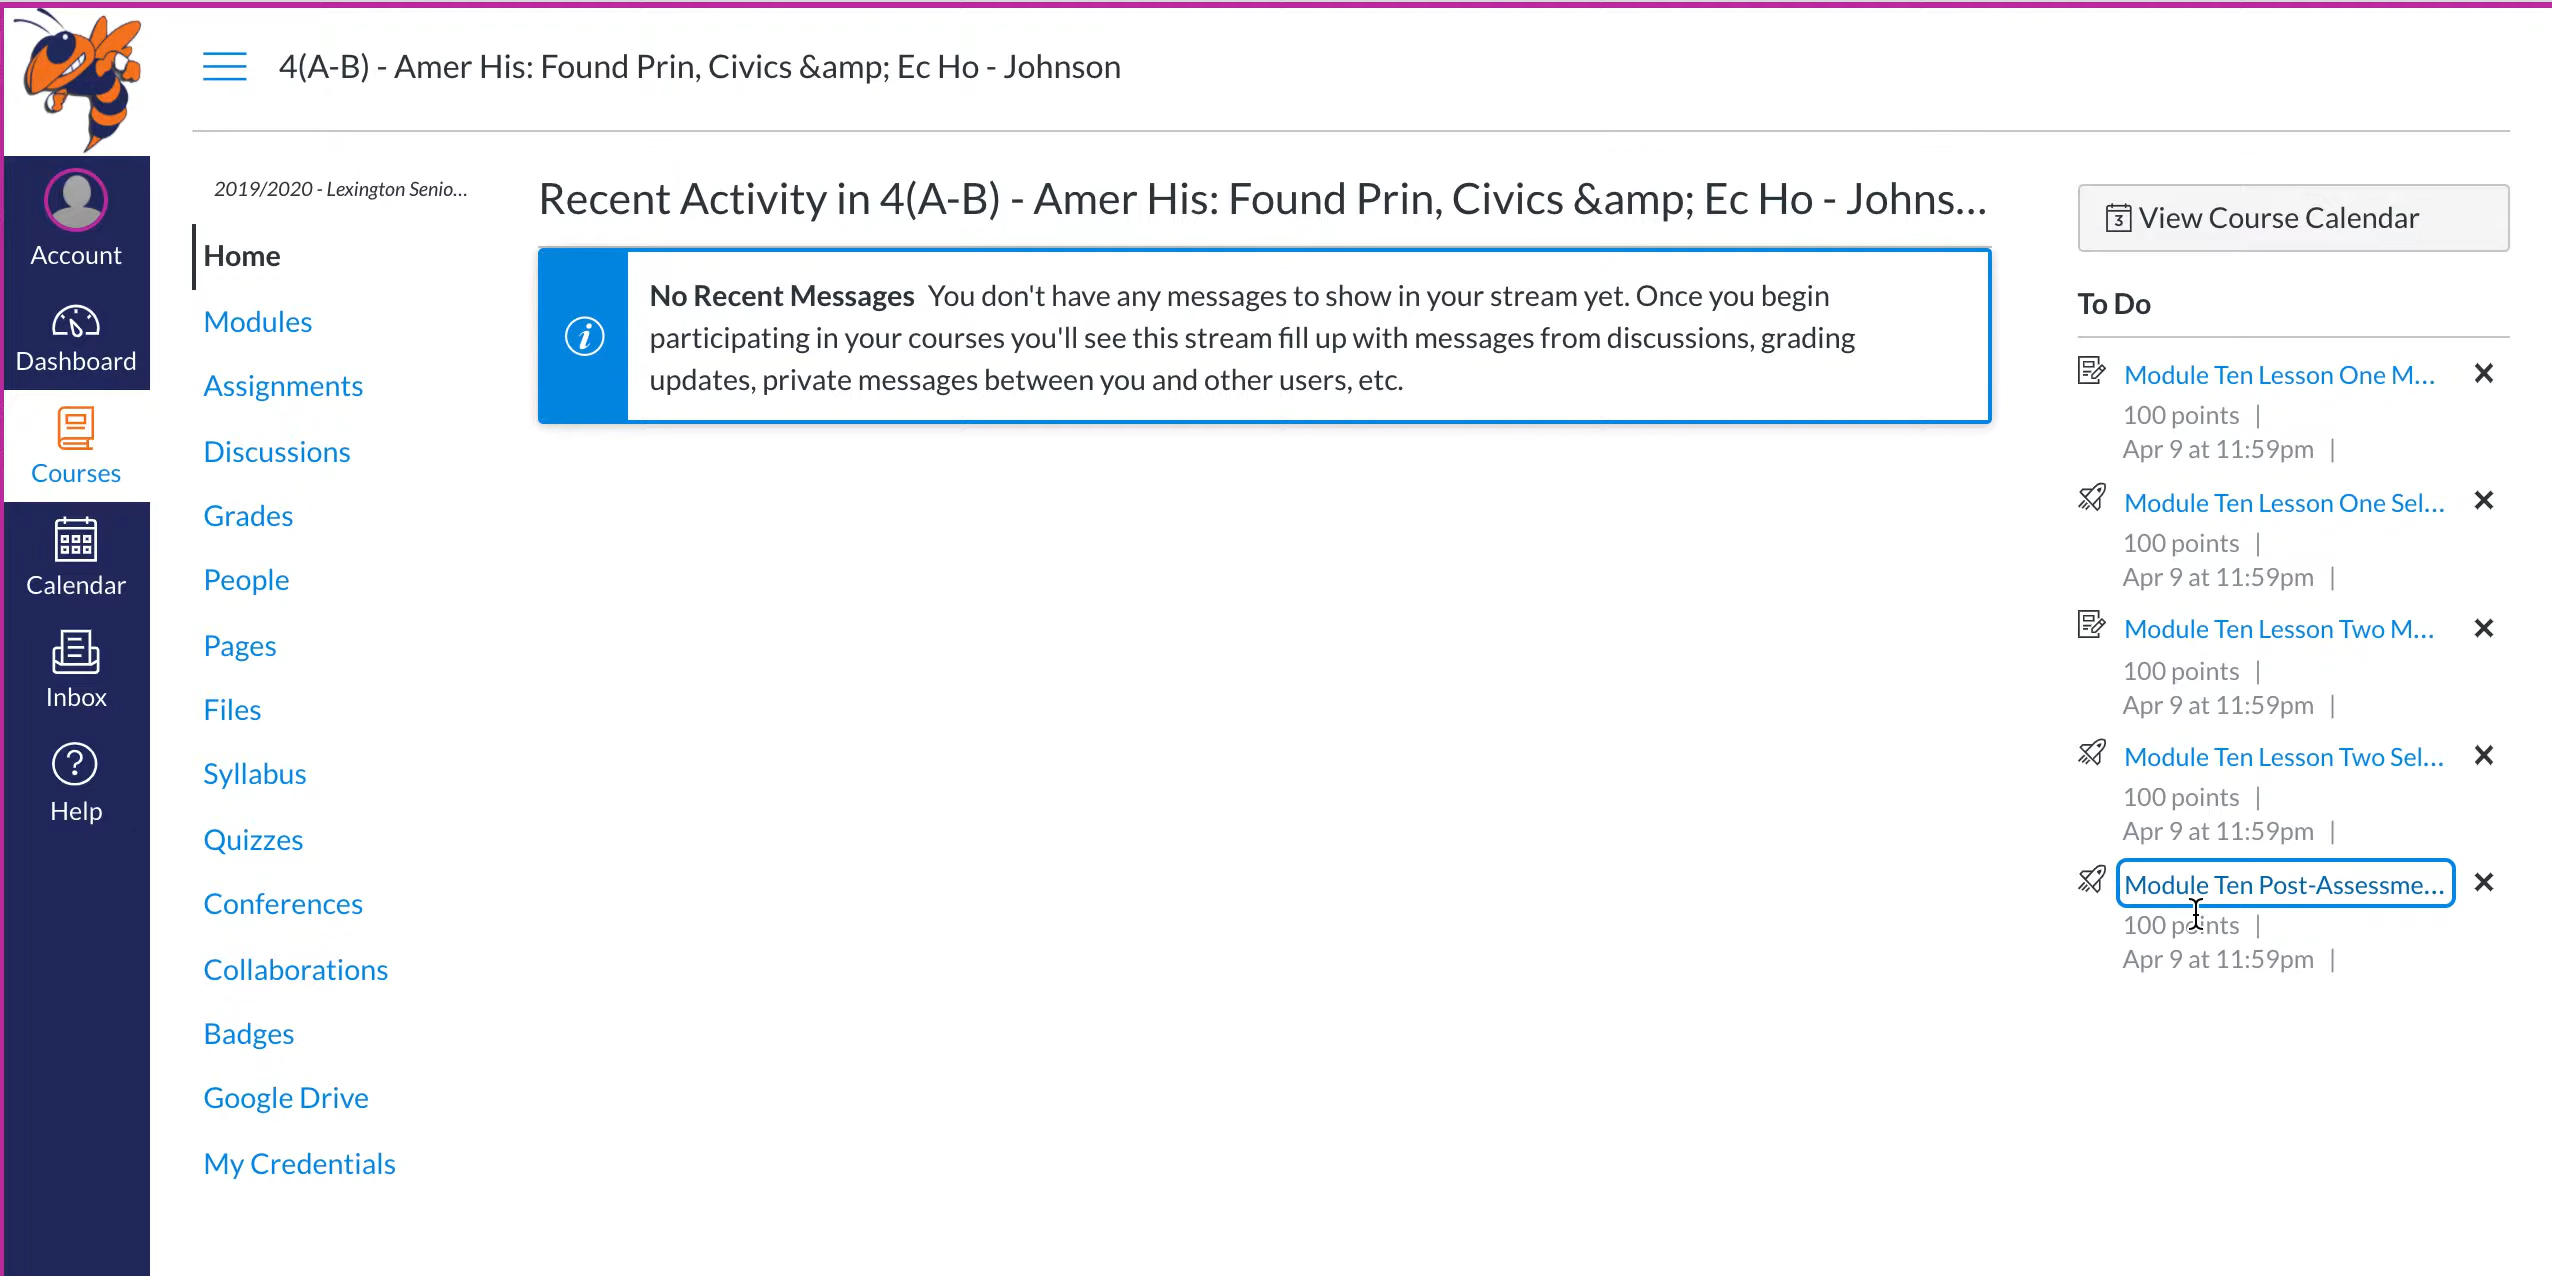 4(A-B) - Amer His: Found Prin, Civics &amp; Ec Ho - Johnson
Account
Dashboard
Courses
Calendar
Inbox
Help
2019/2020 - Lexington Senio...
Home
Modules
Assignments
Discussions
Grades
People
Pages
Files
Syllabus
Quizzes
Conferences
Collaborations
Badges
Google Drive
My Credentials
Recent Activity in 4(A-B) - Amer His: Found Prin, Civics &amp; Ec Ho - Johns...
No Recent Messages You don't have any messages to show in your stream yet. Once you begin
participating in your courses you'll see this stream fill up with messages from discussions, grading
updates, private messages between you and other users, etc.
3 View Course Calendar
To Do
Module Ten Lesson One M...
100 points |
Apr 9 at 11:59pm |
Module Ten Lesson One Sel...
100 points |
Apr 9 at 11:59pm |
Module Ten Lesson Two M...
100 points |
Apr 9 at 11:59pm |
Module Ten Lesson Two Sel...
100 points |
Apr 9 at 11:59pm |
Module Ten Post-Assessme...
100 points |
Apr 9 at 11:59pm |